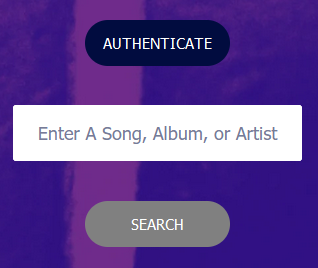 AUTHENTICATE
Enter A Song, Album, or Artist
SEARCH